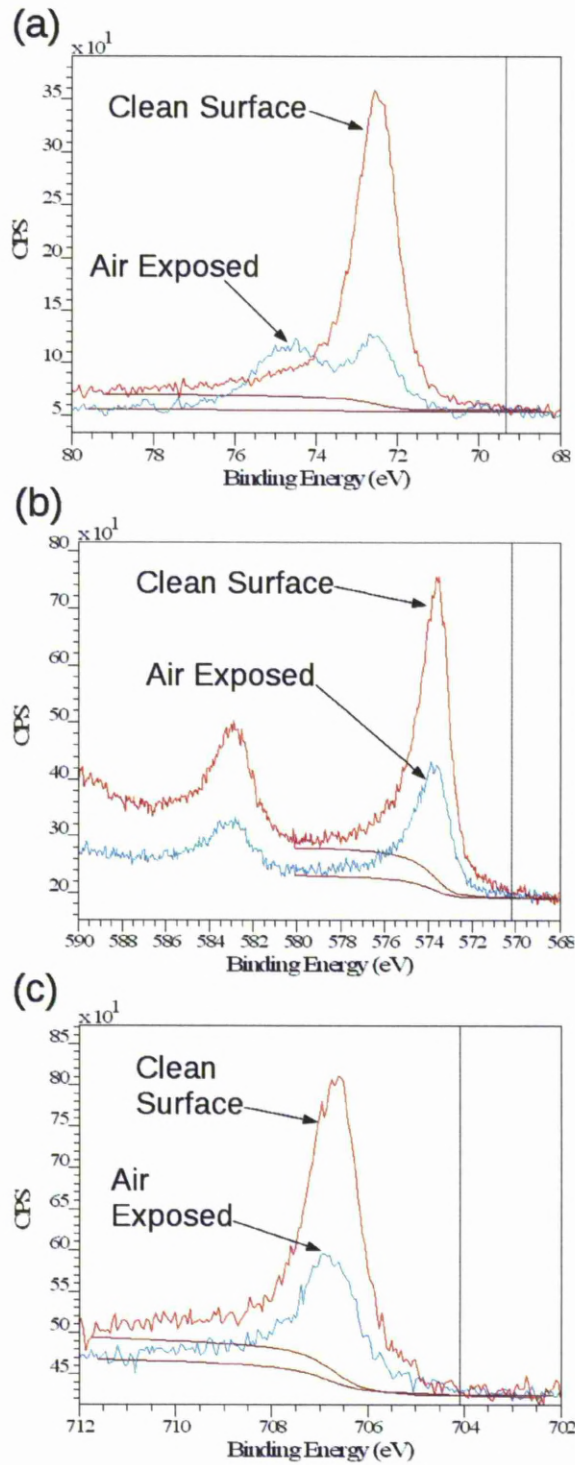 (a)
x 10¹
Clean Surface
Air Exposed
CPS
35
30
25
20
15
10
5
80 78 76 74 72 70 68
Binding Energy (eV)
(b)
x 10¹
Clean Surface
Air Exposed
CPS
80
70
60
50
40
30
20
590 588 586 584 582 580 578 576 574 572 570 568
Binding Energy (eV)
(c)
x 10¹
Clean
Surface
Air
Exposed
CPS
85
80
75
70
65
60
55
50
45
712 710 708 706 704 702
Binding Energy (eV)